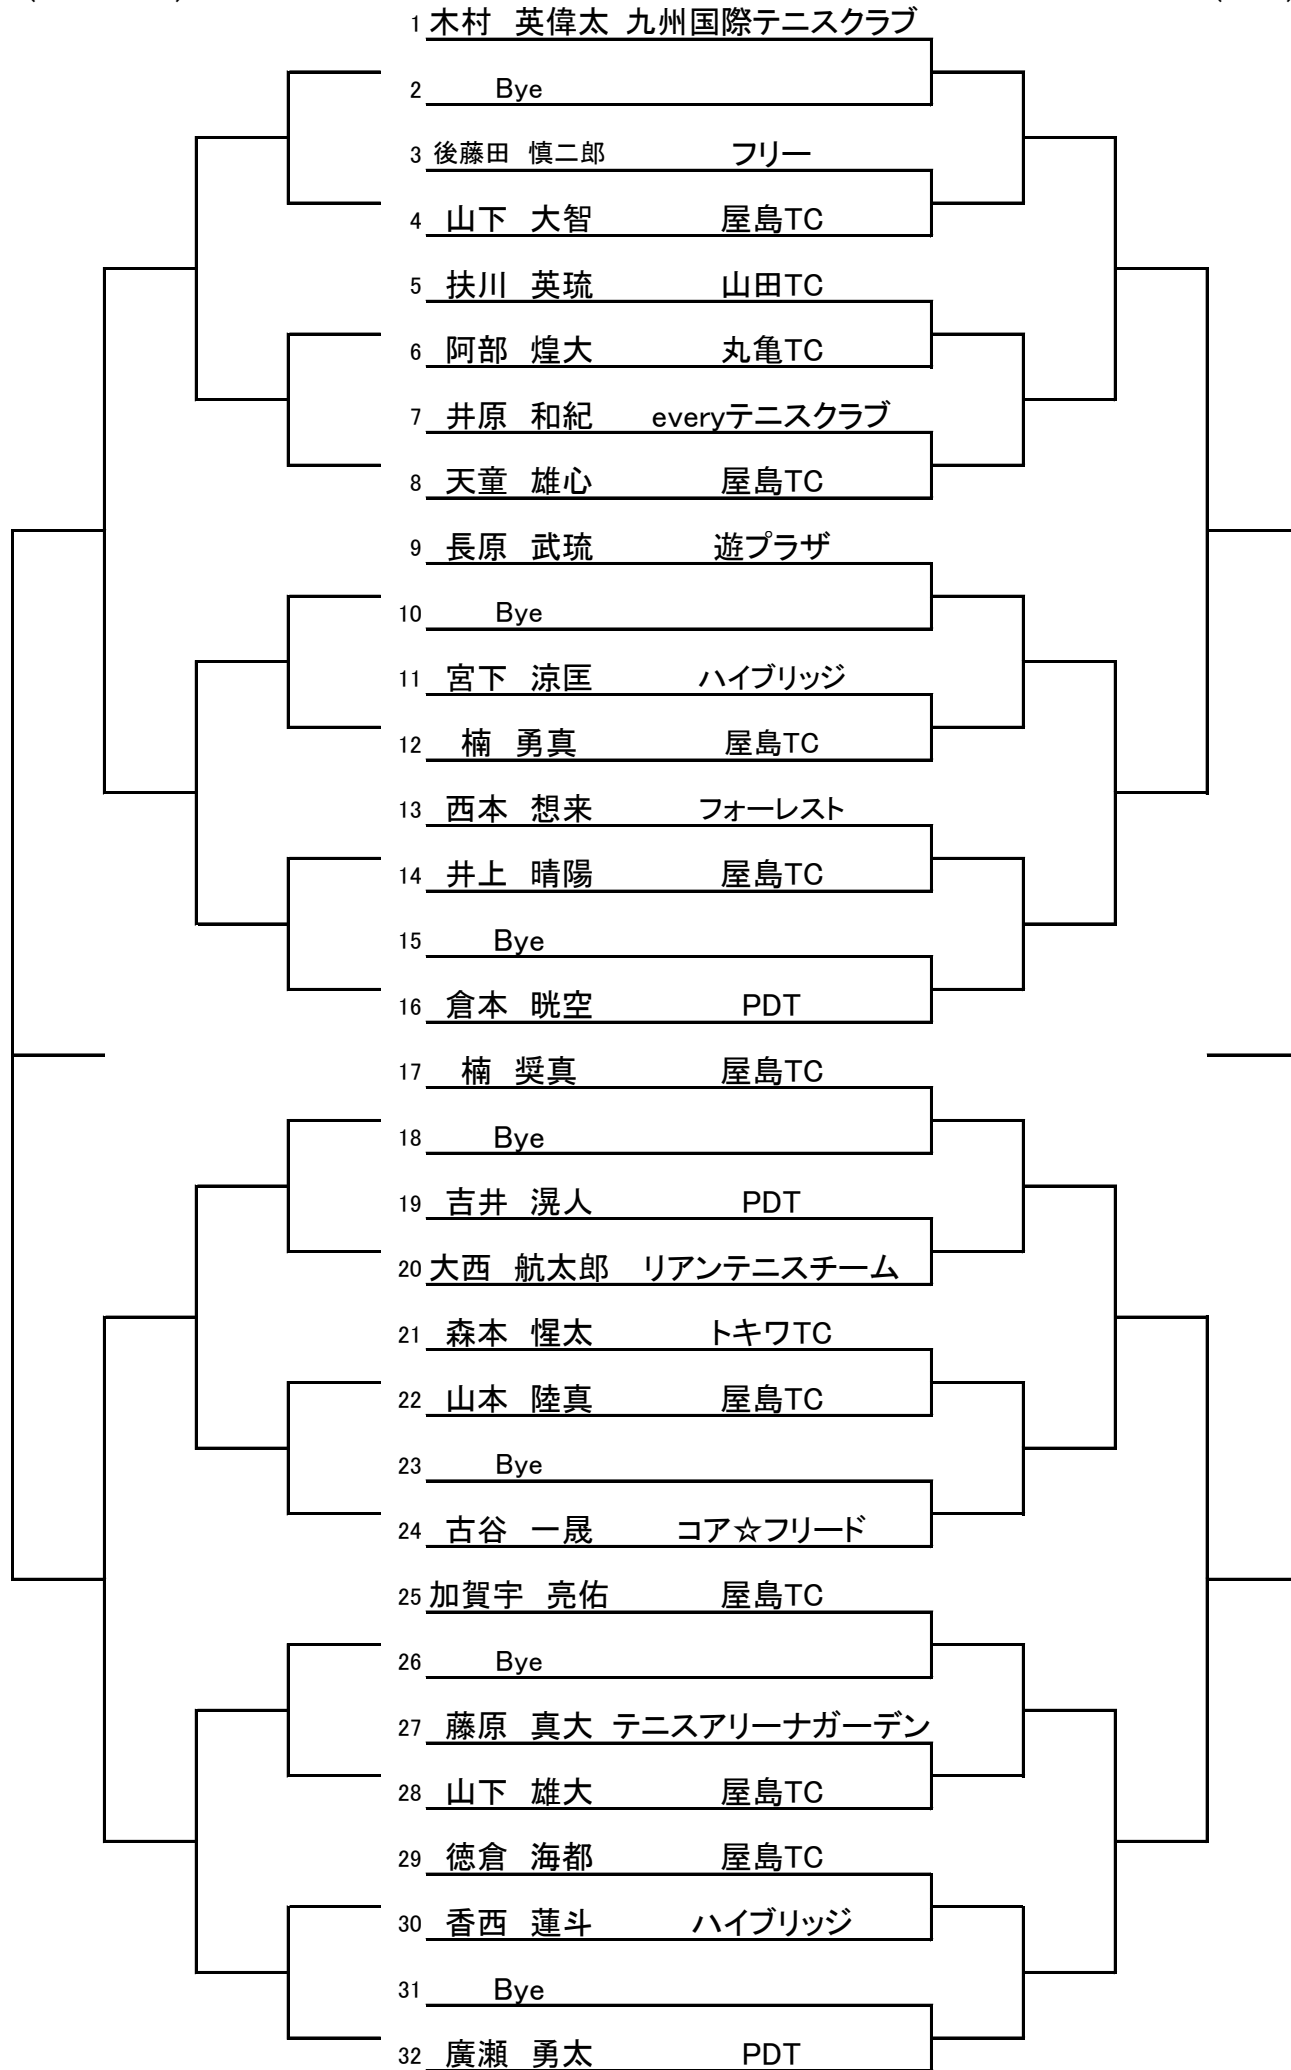 1 木村 英偉太 九州国際テニスクラブ
2 Bye
3 後藤田 慎二郎 フリー
4 山下 大智 屋島TC
5 扶川 英琉 山田TC
6 阿部 煌大 丸亀TC
7 井原 和紀 everyテニスクラブ
8 天童 雄心 屋島TC
9 長原 武琉 遊プラザ
10 Bye
11 宮下 涼匡 ハイブリッジ
12 楠 勇真 屋島TC
13 西本 想来 フォーレスト
14 井上 晴陽 屋島TC
15 Bye
16 倉本 晄空 PDT
17 楠 奨真 屋島TC
18 Bye
19 吉井 滉人 PDT
20 大西 航太郎 リアンテニスチーム
21 森本 惺太 トキワTC
22 山本 陸真 屋島TC
23 Bye
24 古谷 一晟 コア☆フリード
25 加賀宇 亮佑 屋島TC
26 Bye
27 藤原 真大 テニスアリーナガーデン
28 山下 雄大 屋島TC
29 徳倉 海都 屋島TC
30 香西 蓮斗 ハイブリッジ
31 Bye
32 廣瀬 勇太 PDT